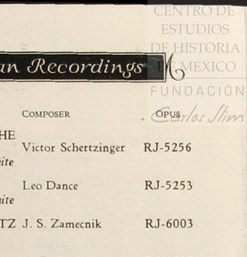 CENTRO DE
ESTUDIOS
DE HISTORIA
DE MEXICO
FUNDACIÓN
Carlos Slim
an Recordings
COMPOSER OPUS
HE
uite Victor Schertzinger RJ-5256
Leo Dance RJ-5253
uite
TZ J. S. Zamecnik RJ-6003